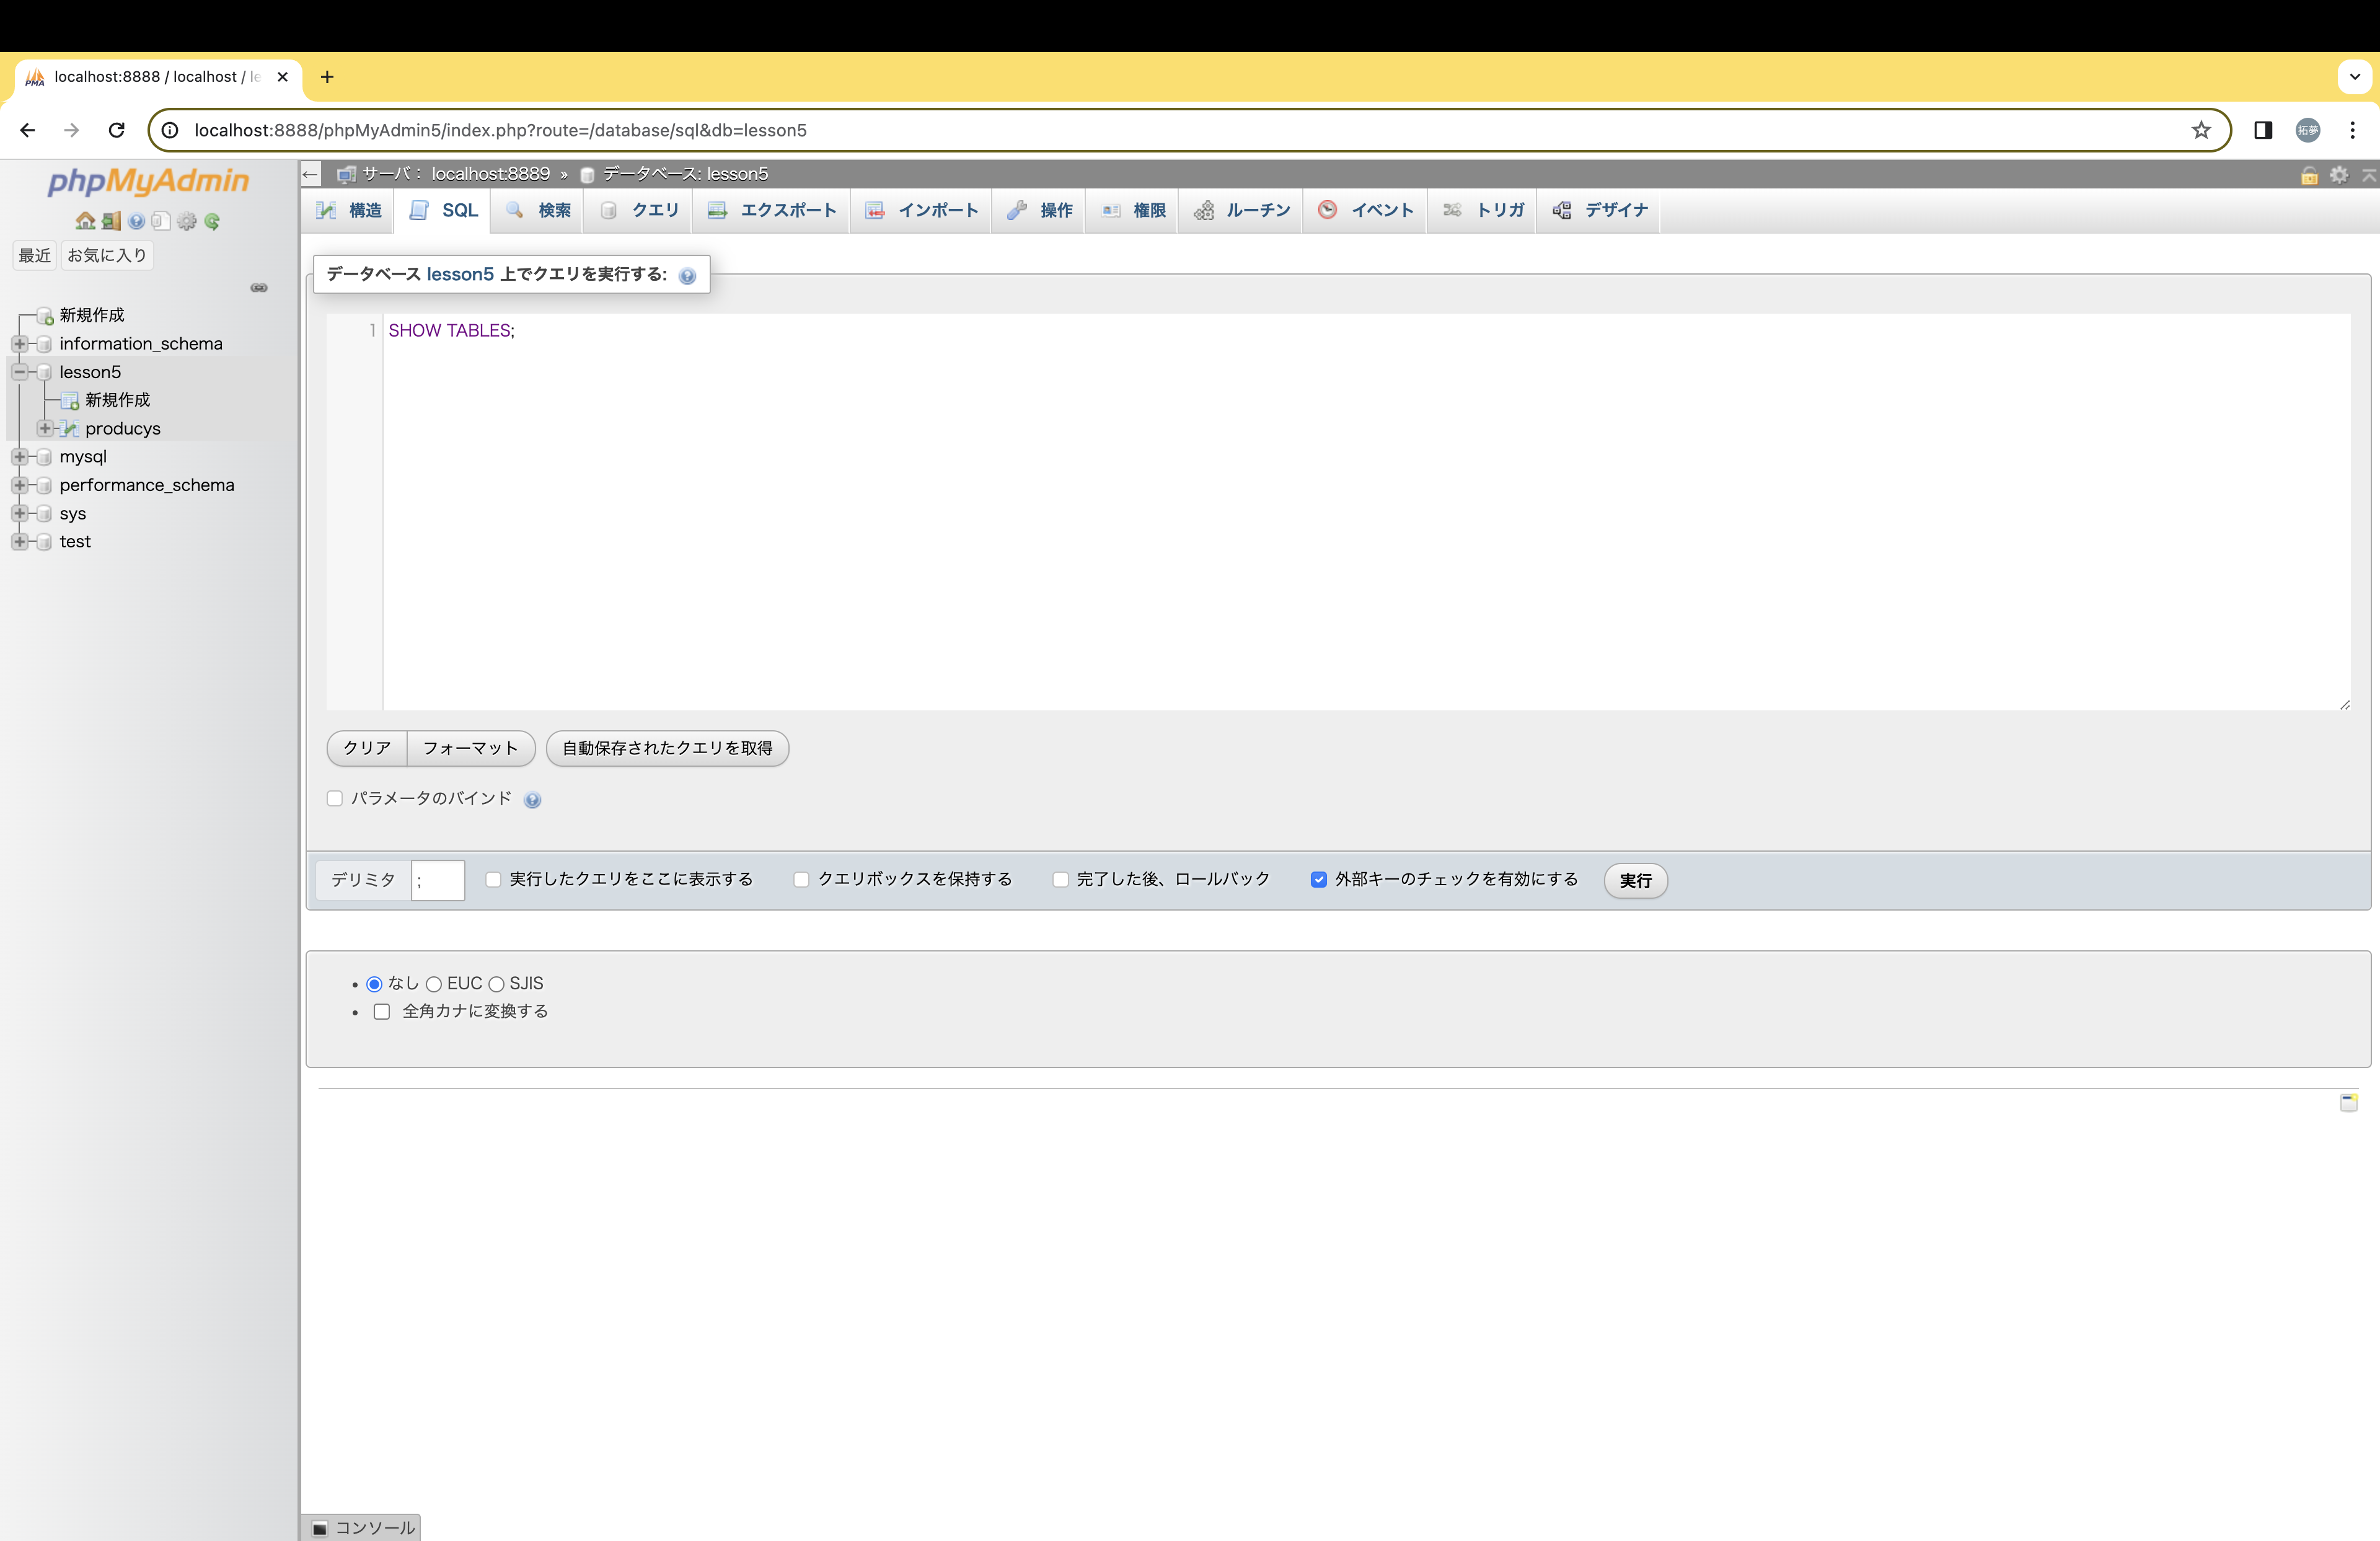 localhost:8888 / localhost / le
localhost:8888/phpMyAdmin5/index.php?route=/database/sql&db=lesson5
拓夢
phpMyAdmin
最近 お気に入り
新規作成
information_schema
lesson5
新規作成
producys
mysql
performance_schema
sys
test
サーバ： localhost:8889 » データベース: lesson5
構造 SQL 検索 クエリ エクスポート インポート 操作 権限 ルーチン イベント トリガ デザイナ
データベース lesson5 上でクエリを実行する:
1 SHOW TABLES;
クリア フォーマット 自動保存されたクエリを取得
パラメータのバインド
デリミタ ; 実行したクエリをここに表示する クエリボックスを保持する 完了した後、ロールバック 外部キーのチェックを有効にする 実行
なし EUC SJIS
全角カナに変換する
コンソール